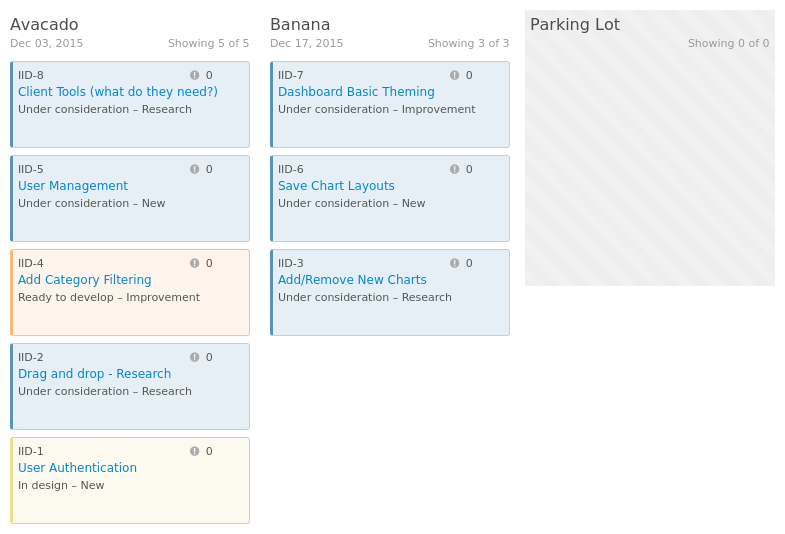 Avacado
Dec 03, 2015 Showing 5 of 5
IID-8 0
Client Tools (what do they need?)
Under consideration – Research
IID-5 0
User Management
Under consideration – New
IID-4 0
Add Category Filtering
Ready to develop – Improvement
IID-2 0
Drag and drop - Research
Under consideration – Research
IID-1 0
User Authentication
In design – New
Banana
Dec 17, 2015 Showing 3 of 3
IID-7 0
Dashboard Basic Theming
Under consideration – Improvement
IID-6 0
Save Chart Layouts
Under consideration – New
IID-3 0
Add/Remove New Charts
Under consideration – Research
Parking Lot
Showing 0 of 0